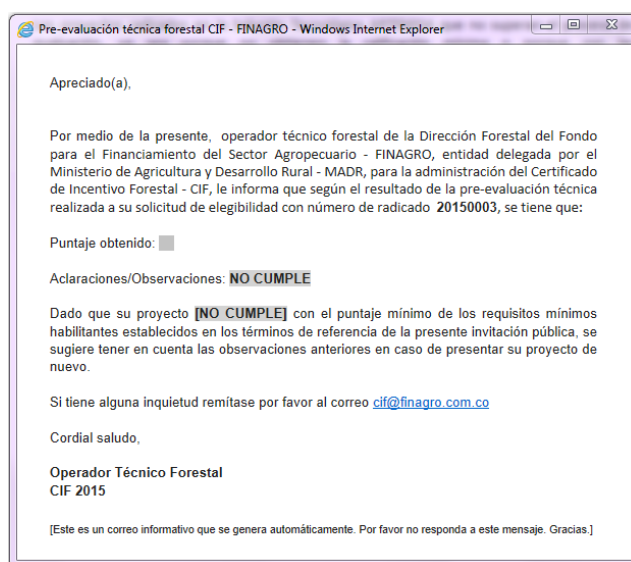 Pre-evaluación técnica forestal CIF - FINAGRO - Windows Internet Explorer
Apreciado(a),
Por medio de la presente, operador técnico forestal de la Dirección Forestal del Fondo
para el Financiamiento del Sector Agropecuario - FINAGRO, entidad delegada por el
Ministerio de Agricultura y Desarrollo Rural - MADR, para la administración del Certificado
de Incentivo Forestal - CIF, le informa que según el resultado de la pre-evaluación técnica
realizada a su solicitud de elegibilidad con número de radicado 20150003, se tiene que:
Puntaje obtenido:
Aclaraciones/Observaciones: NO CUMPLE
Dado que su proyecto [NO CUMPLE] con el puntaje mínimo de los requisitos mínimos
habilitantes establecidos en los términos de referencia de la presente invitación pública, se
sugiere tener en cuenta las observaciones anteriores en caso de presentar su proyecto de
nuevo.
Si tiene alguna inquietud remítase por favor al correo cif@finagro.com.co
Cordial saludo,
Operador Técnico Forestal
CIF 2015
[Este es un correo informativo que se genera automáticamente. Por favor no responda a este mensaje. Gracias.]